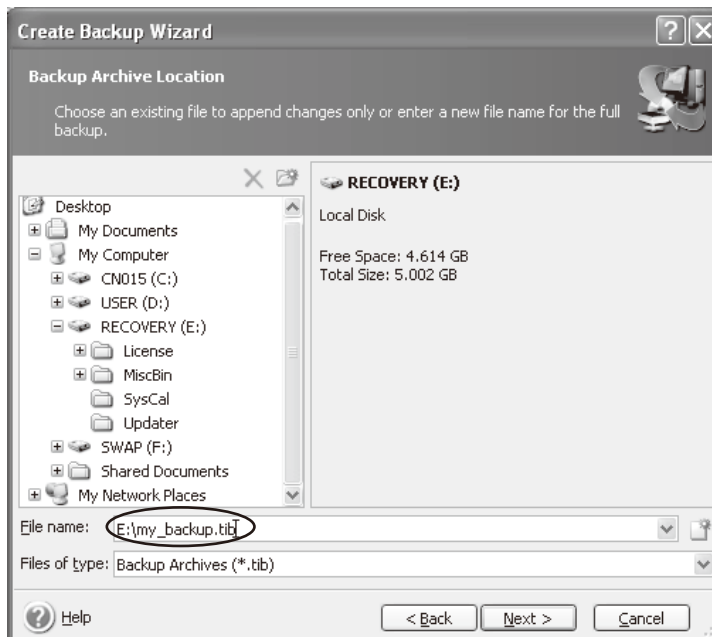 Create Backup Wizard
Backup Archive Location
Choose an existing file to append changes only or enter a new file name for the full
backup.
Desktop
My Documents
My Computer
CN015 (C:)
USER (D:)
RECOVERY (E:)
License
MiscBin
SysCal
Updater
SWAP (F:)
Shared Documents
My Network Places
RECOVERY (E:)
Local Disk
Free Space: 4.614 GB
Total Size: 5.002 GB
File name: E:\my_backup.tib
Files of type: Backup Archives (*.tib)
Help
< Back
Next >
Cancel